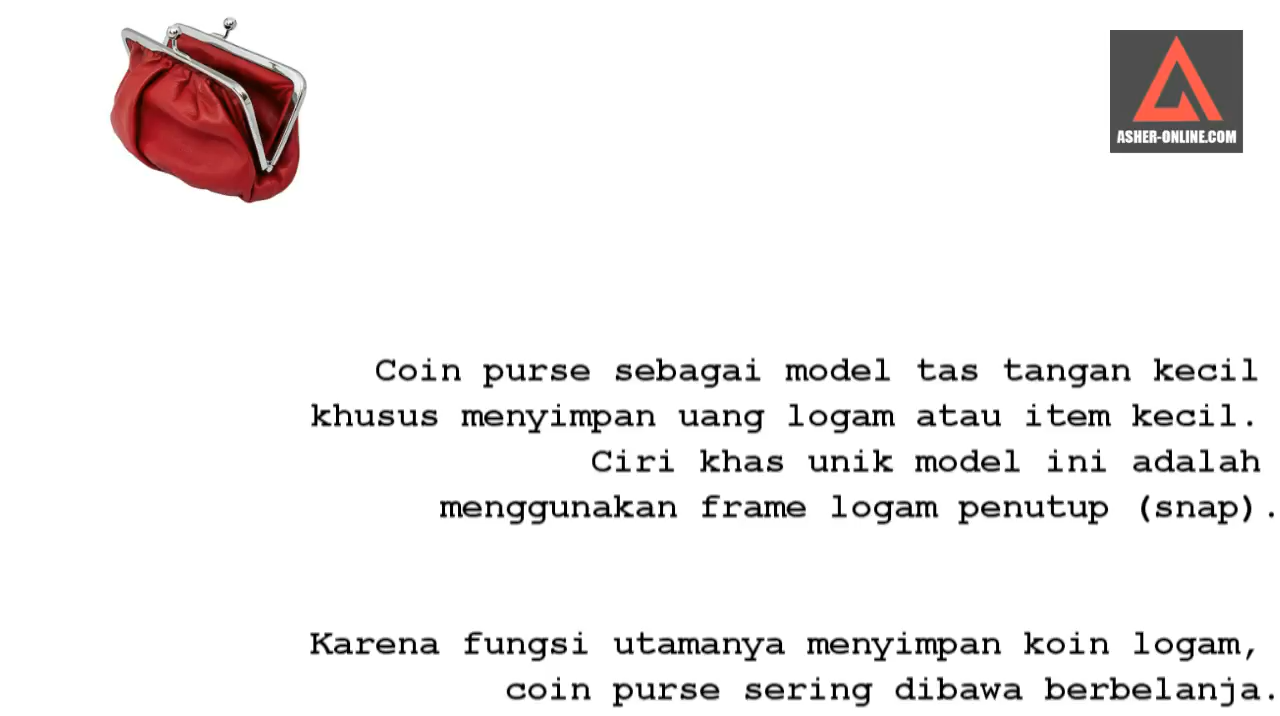 ASHER-ONLINE.COM
Coin purse sebagai model tas tangan kecil
khusus menyimpan uang logam atau item kecil.
Ciri khas unik model ini adalah
menggunakan frame logam penutup (snap).
Karena fungsi utamanya menyimpan koin logam,
coin purse sering dibawa berbelanja.